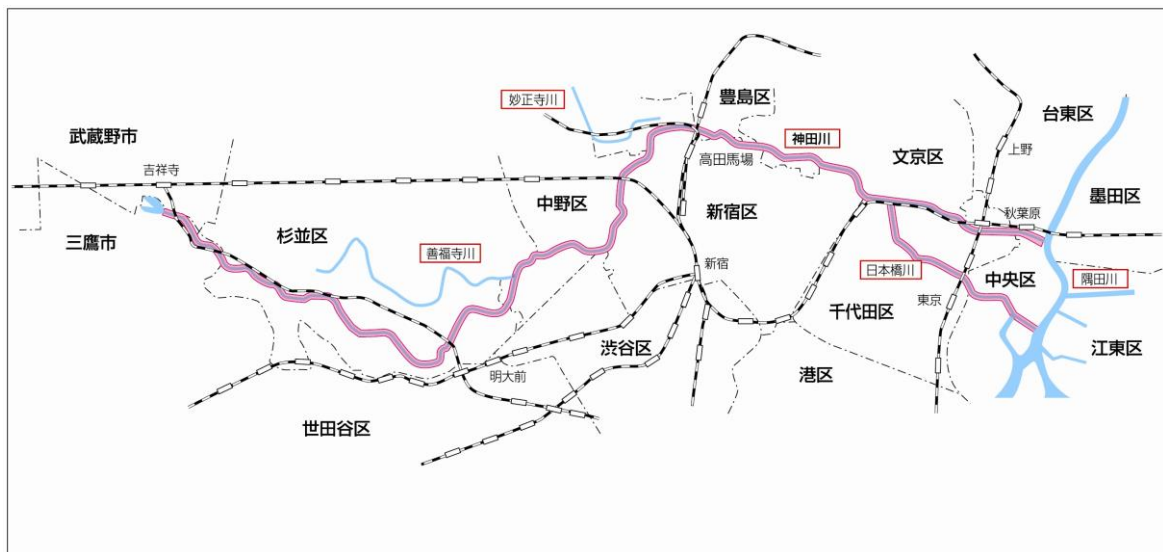 豊島区
妙正寺川
台東区
武蔵野市
神田川
文京区
吉祥寺
高田馬場
上野
中野区
新宿区
秋葉原
墨田区
三鷹市
杉並区
善福寺川
新宿
日本橋川
中央区
隅田川
千代田区
東京
渋谷区
江東区
明大前
港区
世田谷区